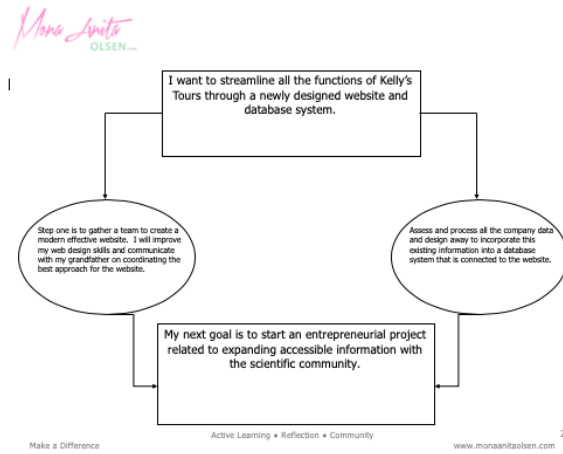 Mona Anita
OLSEN.com
I want to streamline all the functions of Kelly's
Tours through a newly designed website and
database system.
Step one is to gather a team to create a
modern effective website. I will improve
my web design skills and communicate
with my grandfather on coordinating the
best approach for the website.
Assess and process all the company data
and design away to incorporate this
existing information into a database
system that is connected to the website.
My next goal is to start an entrepreneurial project
related to expanding accessible information with
the scientific community.
Active Learning • Reflection • Community
2
Make a Difference
www.monaanitaolsen.com